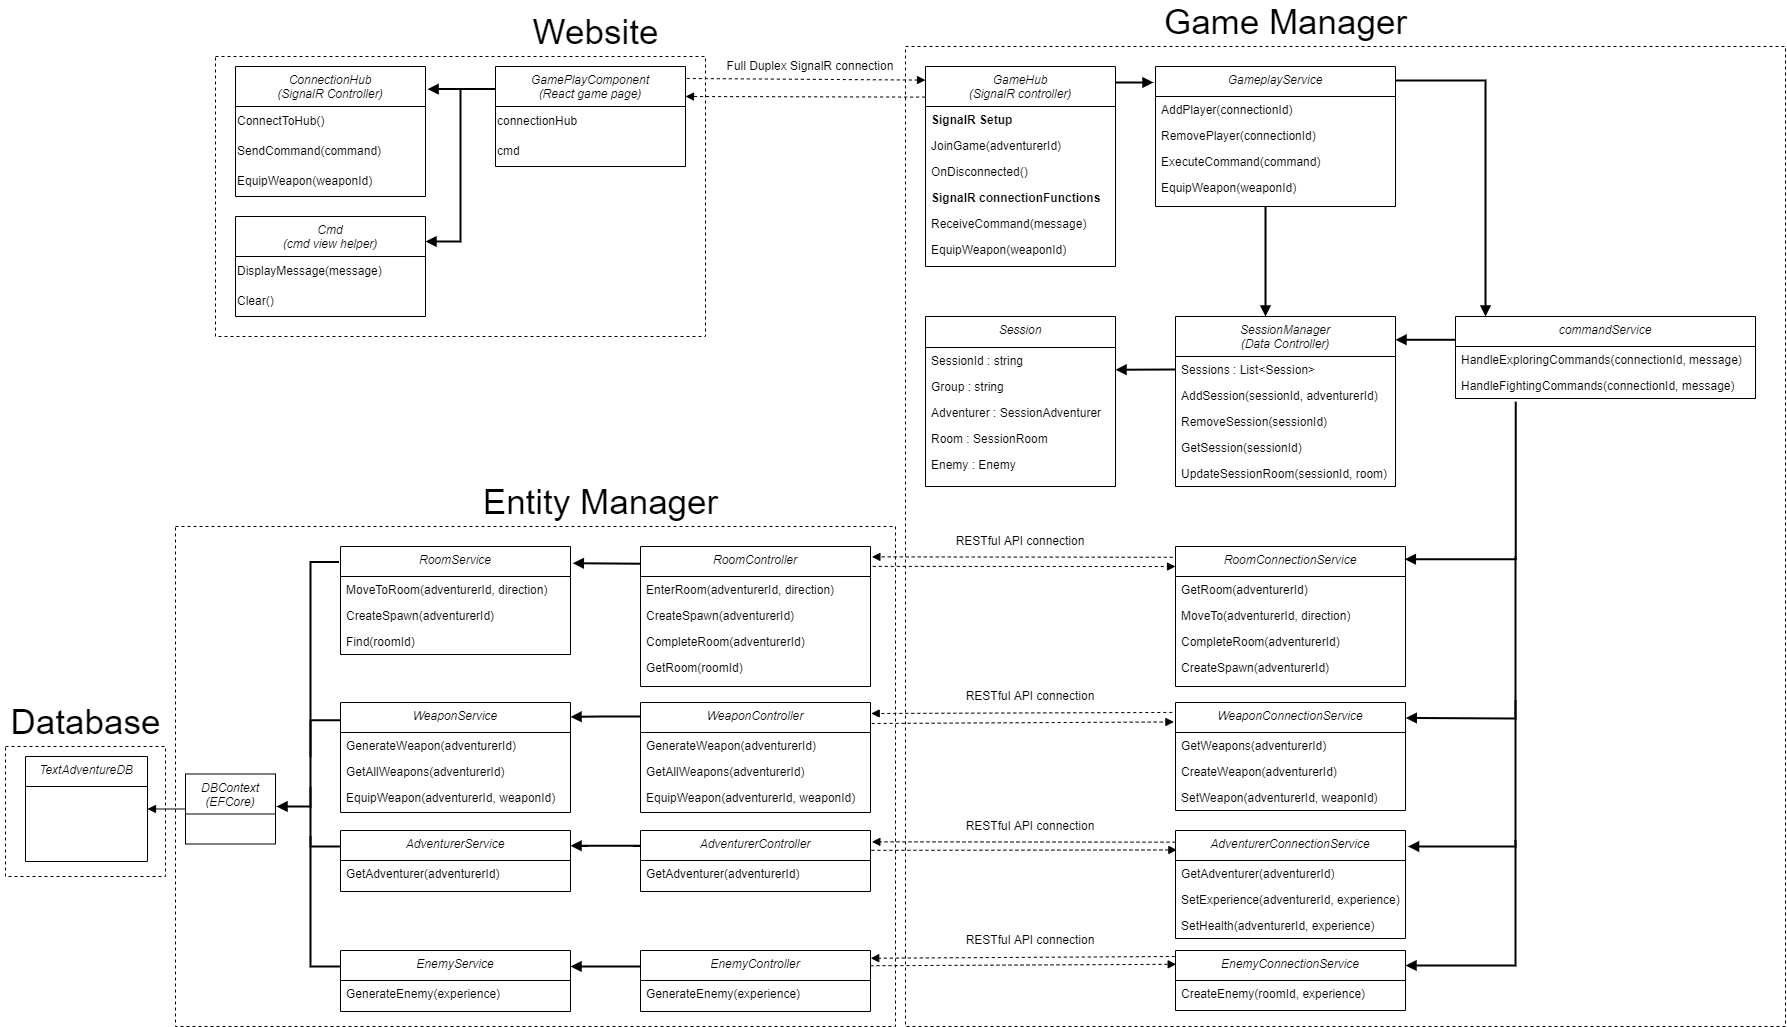 Website
ConnectionHub
(SignalR Controller)
ConnectToHub()
SendCommand(command)
EquipWeapon(weaponId)
GamePlayComponent
(React game page)
connectionHub
cmd
Cmd
(cmd view helper)
DisplayMessage(message)
Clear()
Full Duplex SignalR connection
Game Manager
GameHub
(SignalR controller)
SignalR Setup
JoinGame(adventurerId)
OnDisconnected()
SignalR connectionFunctions
ReceiveCommand(message)
EquipWeapon(weaponId)
GameplayService
AddPlayer(connectionId)
RemovePlayer(connectionId)
ExecuteCommand(command)
EquipWeapon(weaponId)
Session
SessionId : string
Group : string
Adventurer : SessionAdventurer
Room : SessionRoom
Enemy : Enemy
SessionManager
(Data Controller)
Sessions : List<Session>
AddSession(sessionId, adventurerId)
RemoveSession(sessionId)
GetSession(sessionId)
UpdateSessionRoom(sessionId, room)
commandService
HandleExploringCommands(connectionId, message)
HandleFightingCommands(connectionId, message)
Entity Manager
RoomService
MoveToRoom(adventurerId, direction)
CreateSpawn(adventurerId)
Find(roomId)
RoomController
EnterRoom(adventurerId, direction)
CreateSpawn(adventurerId)
CompleteRoom(adventurerId)
GetRoom(roomId)
RESTful API connection
RoomConnectionService
GetRoom(adventurerId)
MoveTo(adventurerId, direction)
CompleteRoom(adventurerId)
CreateSpawn(adventurerId)
WeaponService
GenerateWeapon(adventurerId)
GetAllWeapons(adventurerId)
EquipWeapon(adventurerId, weaponId)
WeaponController
GenerateWeapon(adventurerId)
GetAllWeapons(adventurerId)
EquipWeapon(adventurerId, weaponId)
RESTful API connection
WeaponConnectionService
GetWeapons(adventurerId)
CreateWeapon(adventurerId)
SetWeapon(adventurerId, weaponId)
Database
TextAdventureDB
DBContext
(EFCore)
AdventurerService
GetAdventurer(adventurerId)
AdventurerController
GetAdventurer(adventurerId)
RESTful API connection
AdventurerConnectionService
GetAdventurer(adventurerId)
SetExperience(adventurerId, experience)
SetHealth(adventurerId, experience)
EnemyService
GenerateEnemy(experience)
EnemyController
GenerateEnemy(experience)
RESTful API connection
EnemyConnectionService
CreateEnemy(roomId, experience)